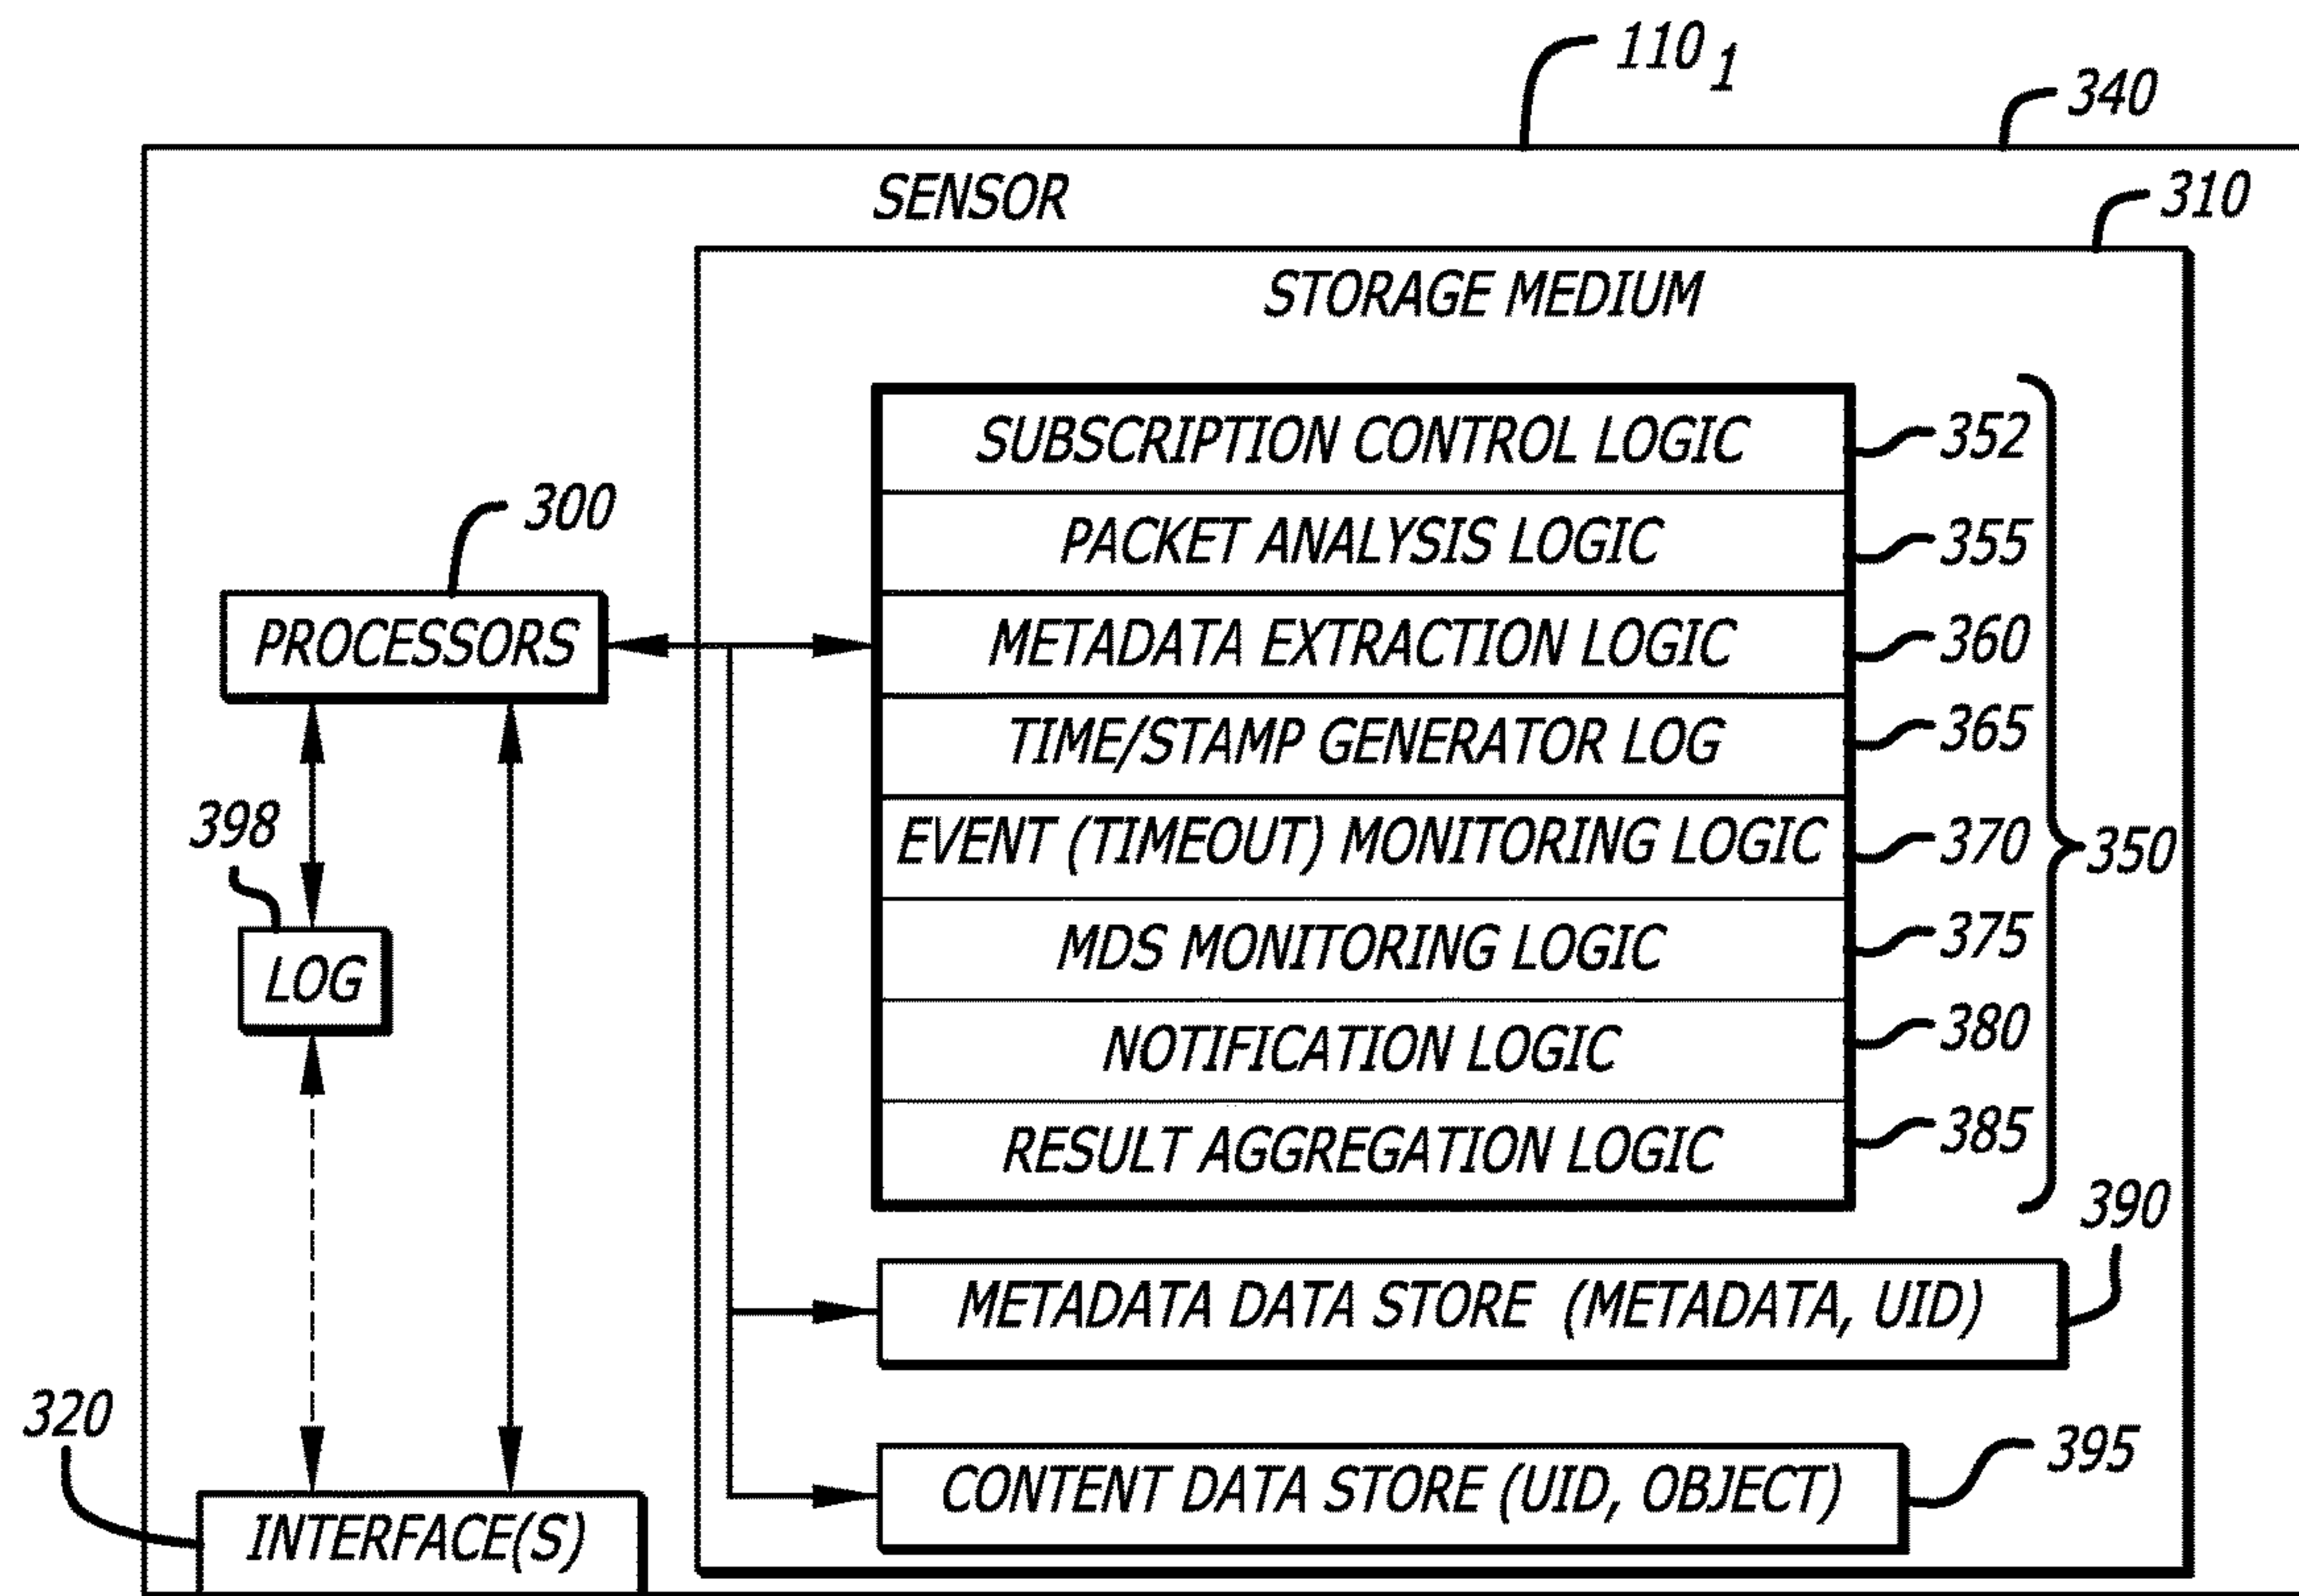 110 1
340
SENSOR
310
STORAGE MEDIUM
SUBSCRIPTION CONTROL LOGIC 352
300
PACKET ANALYSIS LOGIC 355
PROCESSORS
METADATA EXTRACTION LOGIC 360
TIME/STAMP GENERATOR LOG 365
398
EVENT (TIMEOUT) MONITORING LOGIC 370
350
LOG
MDS MONITORING LOGIC 375
NOTIFICATION LOGIC 380
RESULT AGGREGATION LOGIC 385
390
METADATA DATA STORE (METADATA, UID)
320
395
CONTENT DATA STORE (UID, OBJECT)
INTERFACE(S)